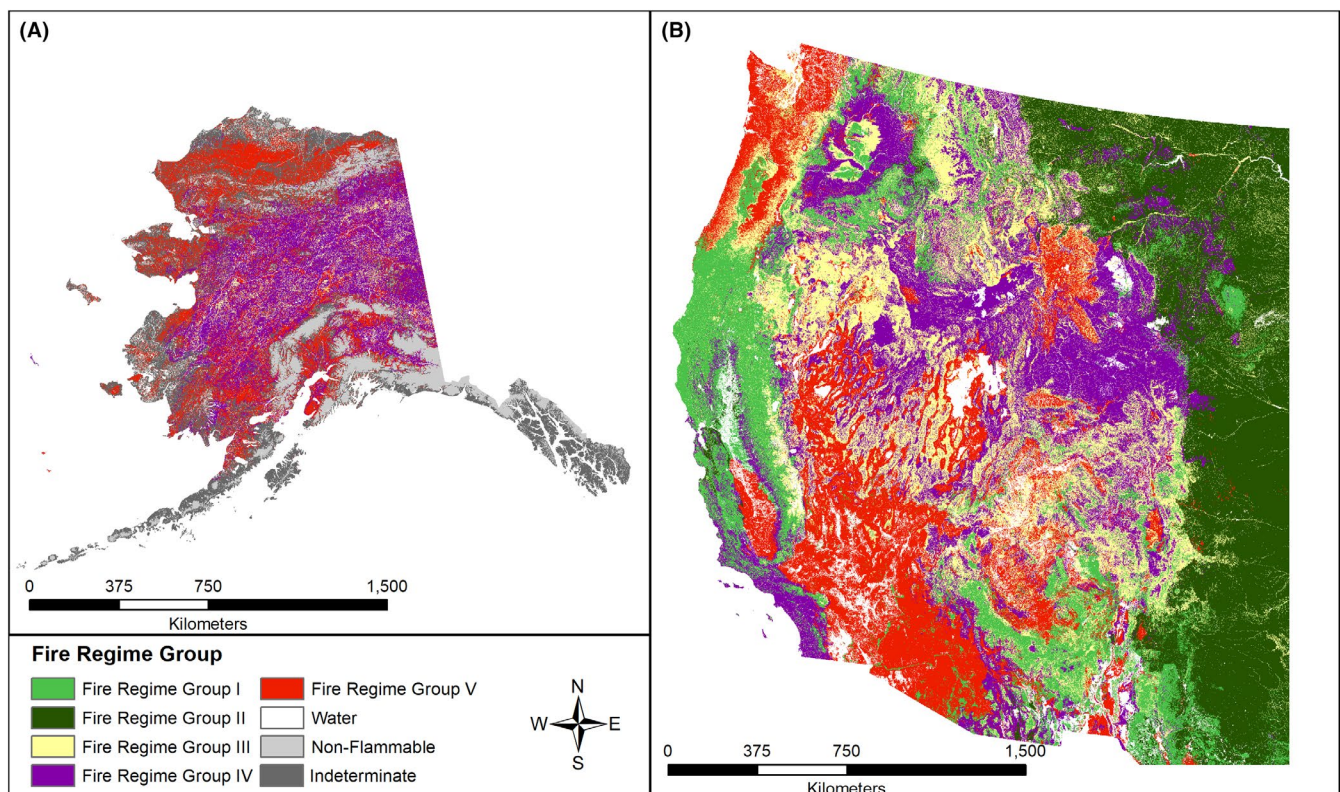 (A)
0 375 750 1,500
Kilometers
Fire Regime Group
Fire Regime Group I
Fire Regime Group II
Fire Regime Group III
Fire Regime Group IV
Fire Regime Group V
Water
Non-Flammable
Indeterminate
N
W E
S
(B)
0 375 750 1,500
Kilometers